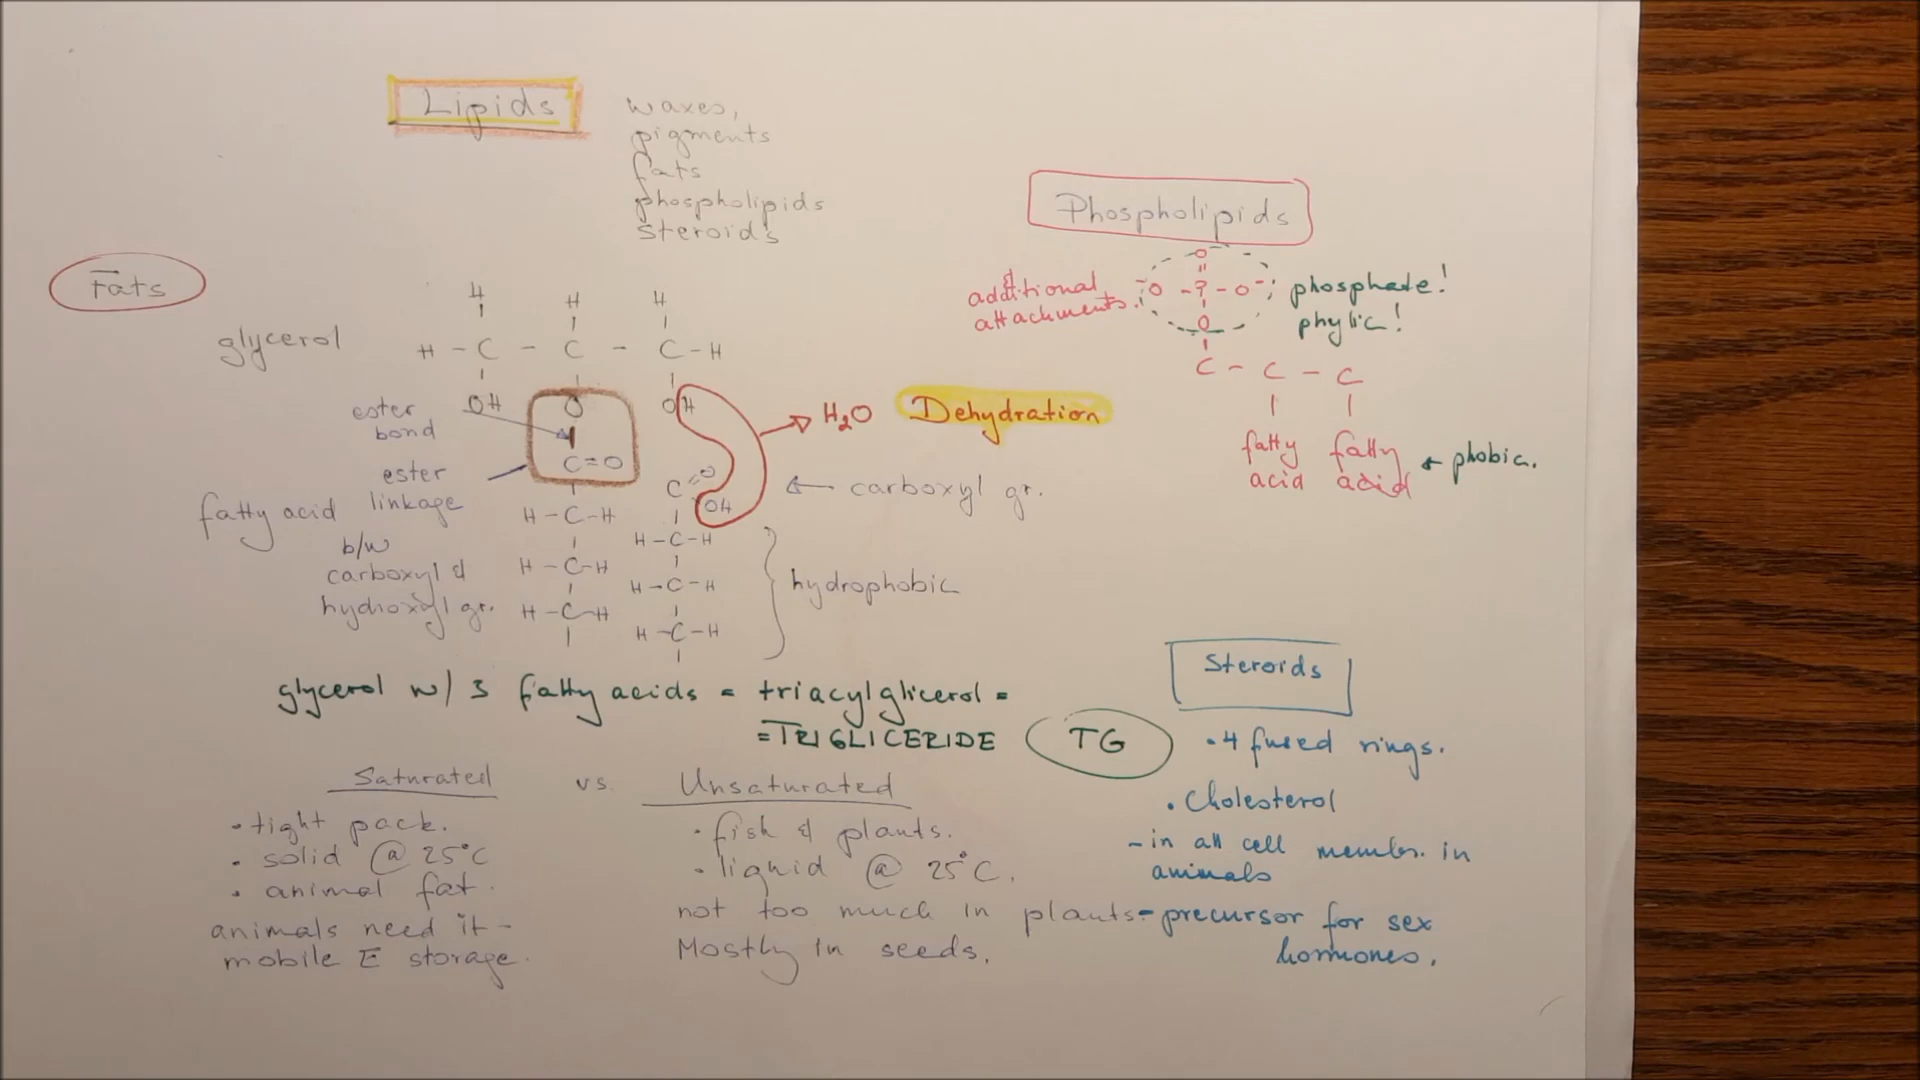 Lipids
waxes,
pigments
fats
phospholipids
steroids
Fats
glycerol
H H H
H - C - C - C - H
OH O OH
ester
bond
C=O
ester
linkage
fatty acid
b/w
carboxyl &
hydroxyl gr.
C=O
OH
H-C-H
H-C-H
H-C-H
H-C-H
H-C-H
H-C-H
→ H2O
Dehydration
← carboxyl gr.
hydrophobic
glycerol w/ 3 fatty acids = triacylglicerol =
=TRIGLICERIDE
TG
Saturated vs. Unsaturated
• tight pack.
• solid @ 25°C
• animal fat.
animals need it -
mobile E storage.
• fish & plants.
• liquid @ 25°C.
not too much in plants
Mostly in seeds.
Phospholipids
& additional
attachments.
O-
-O - P - O-
O
phosphate!
phylic!
C - C - C
fatty
acid
fatty
acid
← phobic.
Steroids
• 4 fused rings.
• Cholesterol
- in all cell membr. in
animals
- precursor for sex
hormones.